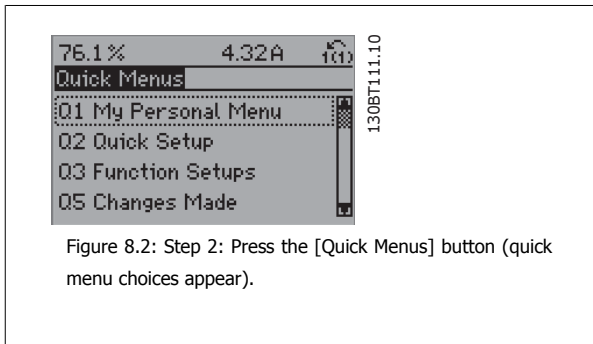 76.1% 4.32A 1(1)
Quick Menus
Q1 My Personal Menu
Q2 Quick Setup
Q3 Function Setups
Q5 Changes Made
130BT111.10
Figure 8.2: Step 2: Press the [Quick Menus] button (quick
menu choices appear).